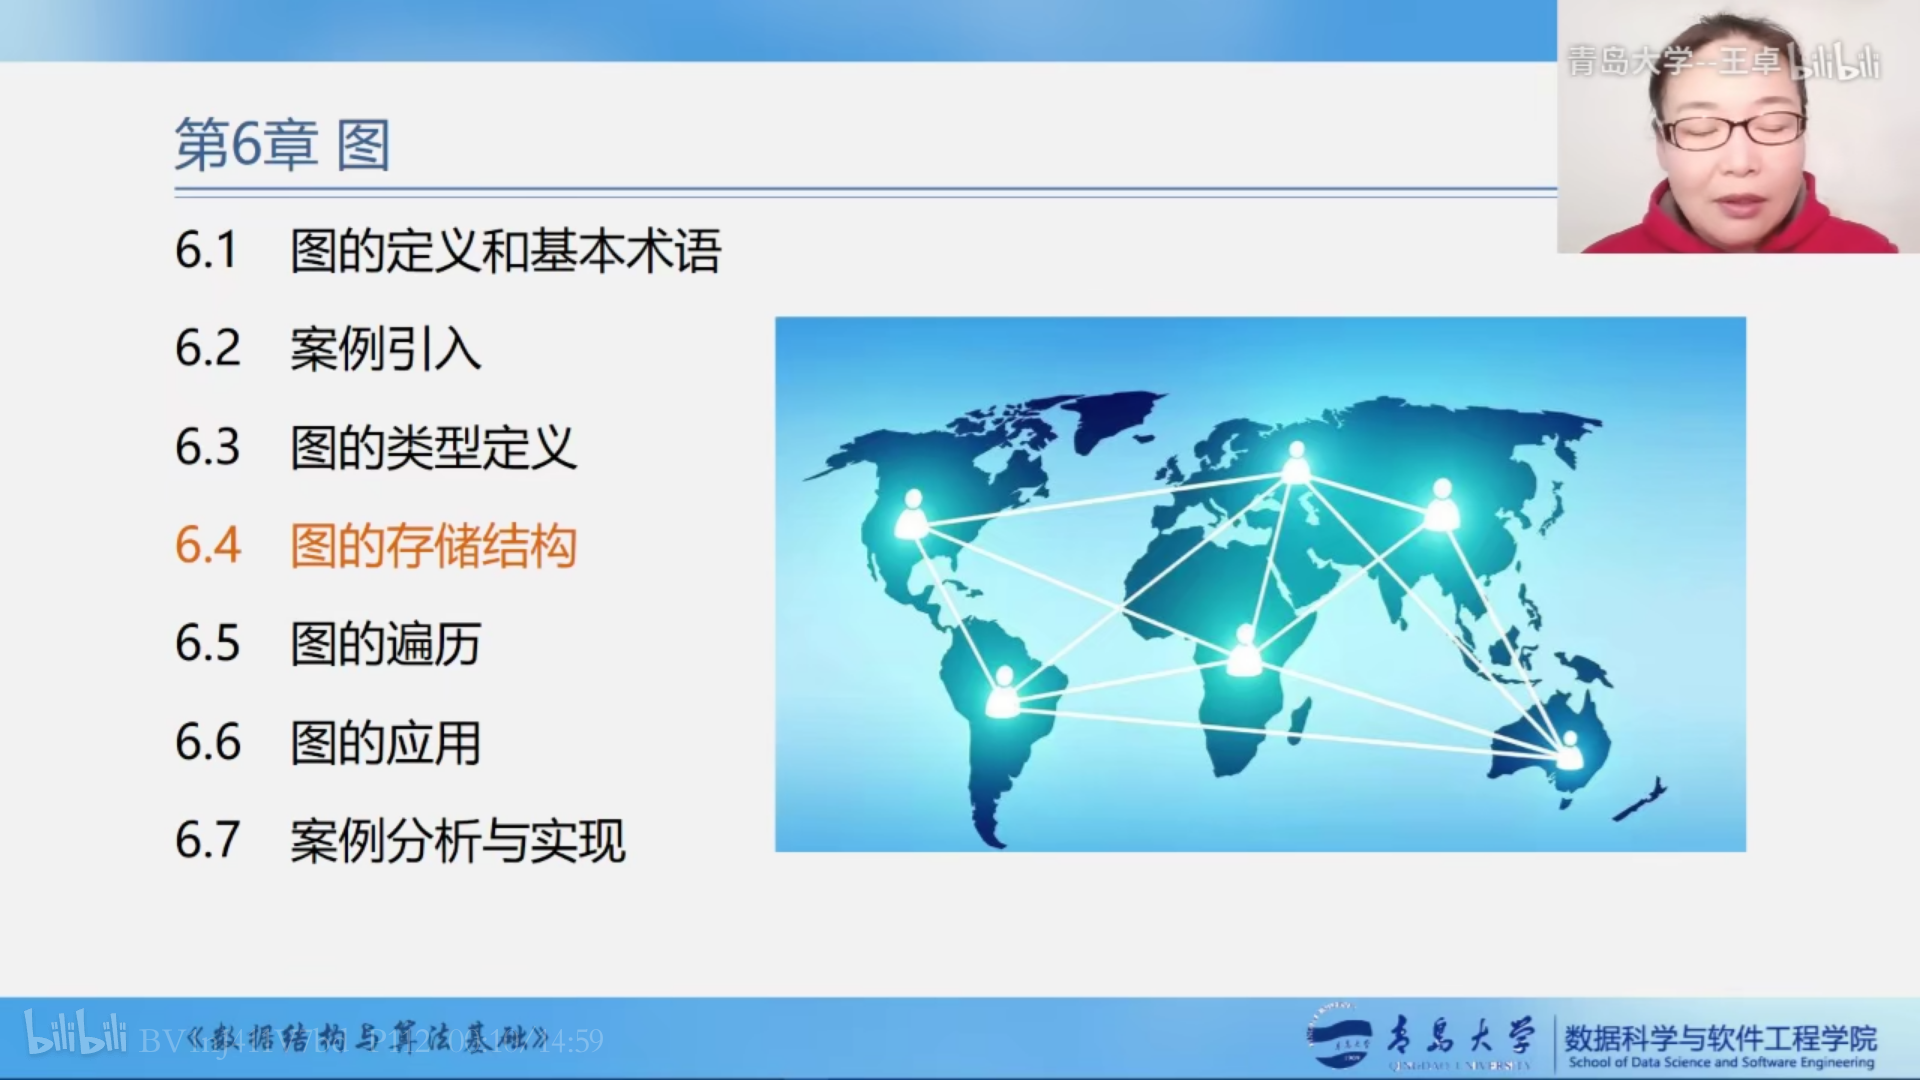 青岛大学--王卓 bilibili
第6章 图
6.1 图的定义和基本术语
6.2 案例引入
6.3 图的类型定义
6.4 图的存储结构
6.5 图的遍历
6.6 图的应用
6.7 案例分析与实现
bilibili
《数据结构与算法基础》
青岛大学
QINGDAO UNIVERSITY
数据科学与软件工程学院
School of Data Science and Software Engineering